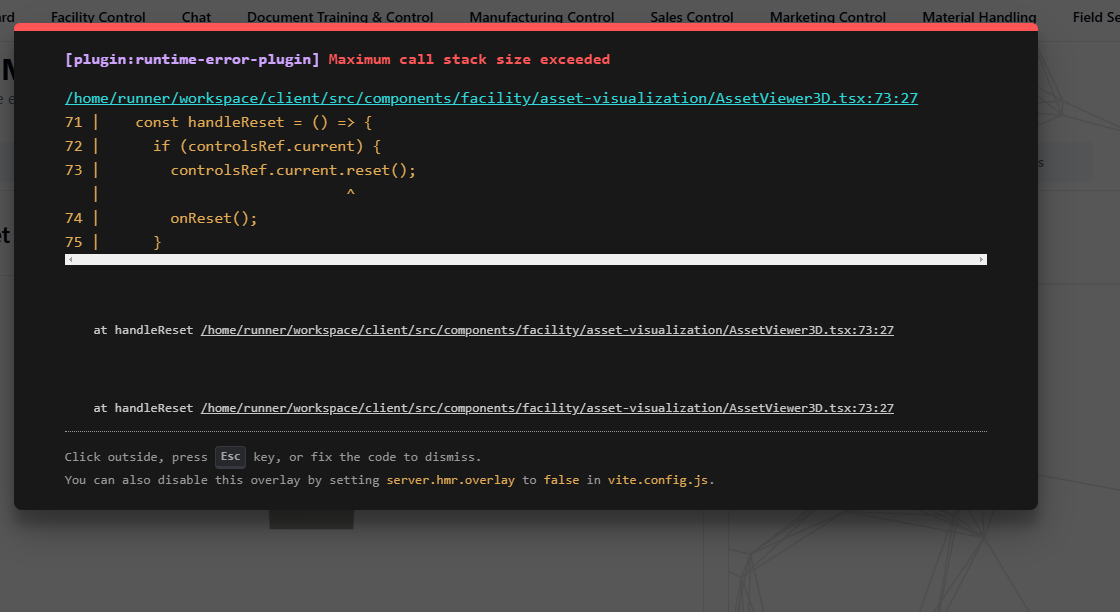 Facility Control Chat Document Training & Control Manufacturing Control Sales Control Marketing Control Material Handling Field Se
[plugin:runtime-error-plugin] Maximum call stack size exceeded
/home/runner/workspace/client/src/components/facility/asset-visualization/AssetViewer3D.tsx:73:27
71 |    const handleReset = () => {
72 |      if (controlsRef.current) {
73 |        controlsRef.current.reset();
   |                            ^
74 |        onReset();
75 |      }
at handleReset /home/runner/workspace/client/src/components/facility/asset-visualization/AssetViewer3D.tsx:73:27
at handleReset /home/runner/workspace/client/src/components/facility/asset-visualization/AssetViewer3D.tsx:73:27
Click outside, press Esc key, or fix the code to dismiss.
You can also disable this overlay by setting server.hmr.overlay to false in vite.config.js.